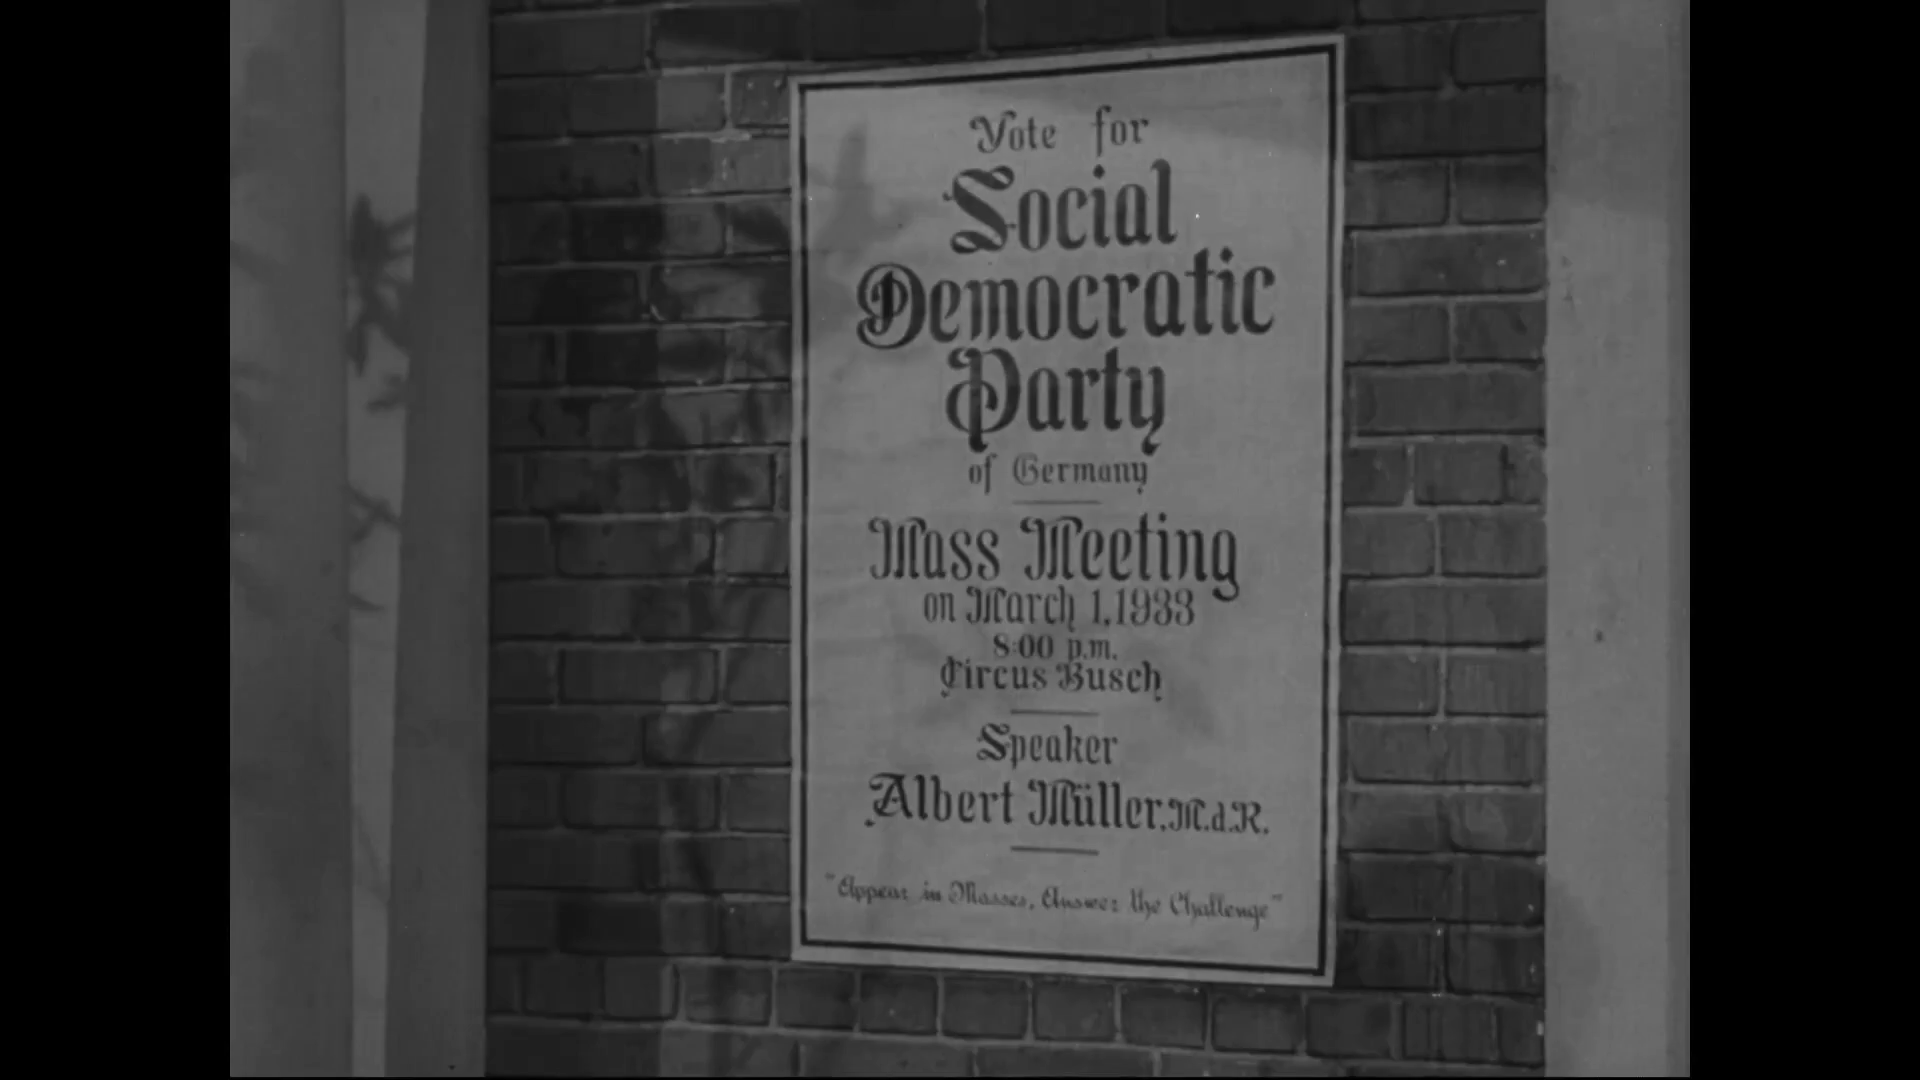 Vote for
Social
Democratic
Party
of Germany
Mass Meeting
on March 1, 1933
8:00 p.m.
Circus Busch
Speaker
Albert Müller, M.d.R.
"Appear in Masses, Answer the Challenge"